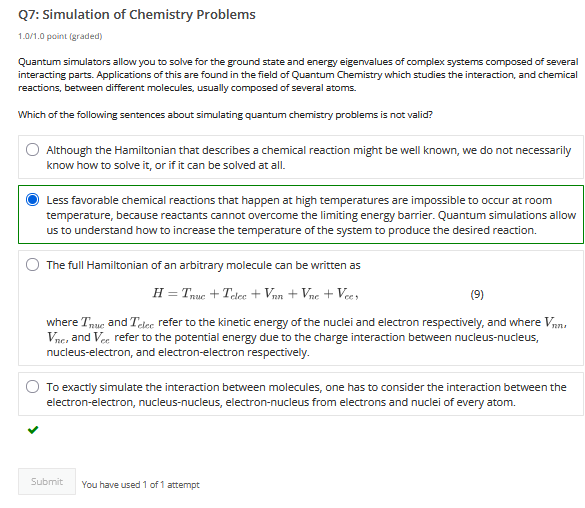 Q7: Simulation of Chemistry Problems
1.0/1.0 point (graded)
Quantum simulators allow you to solve for the ground state and energy eigenvalues of complex systems composed of several
interacting parts. Applications of this are found in the field of Quantum Chemistry which studies the interaction, and chemical
reactions, between different molecules, usually composed of several atoms.
Which of the following sentences about simulating quantum chemistry problems is not valid?
Although the Hamiltonian that describes a chemical reaction might be well known, we do not necessarily
know how to solve it, or if it can be solved at all.
Less favorable chemical reactions that happen at high temperatures are impossible to occur at room
temperature, because reactants cannot overcome the limiting energy barrier. Quantum simulations allow
us to understand how to increase the temperature of the system to produce the desired reaction.
The full Hamiltonian of an arbitrary molecule can be written as
H = T_nuc + T_elec + V_nn + V_ne + V_ee, (9)
where T_nuc and T_elec refer to the kinetic energy of the nuclei and electron respectively, and where V_nn,
V_ne, and V_ee refer to the potential energy due to the charge interaction between nucleus-nucleus,
nucleus-electron, and electron-electron respectively.
To exactly simulate the interaction between molecules, one has to consider the interaction between the
electron-electron, nucleus-nucleus, electron-nucleus from electrons and nuclei of every atom.
Submit You have used 1 of 1 attempt